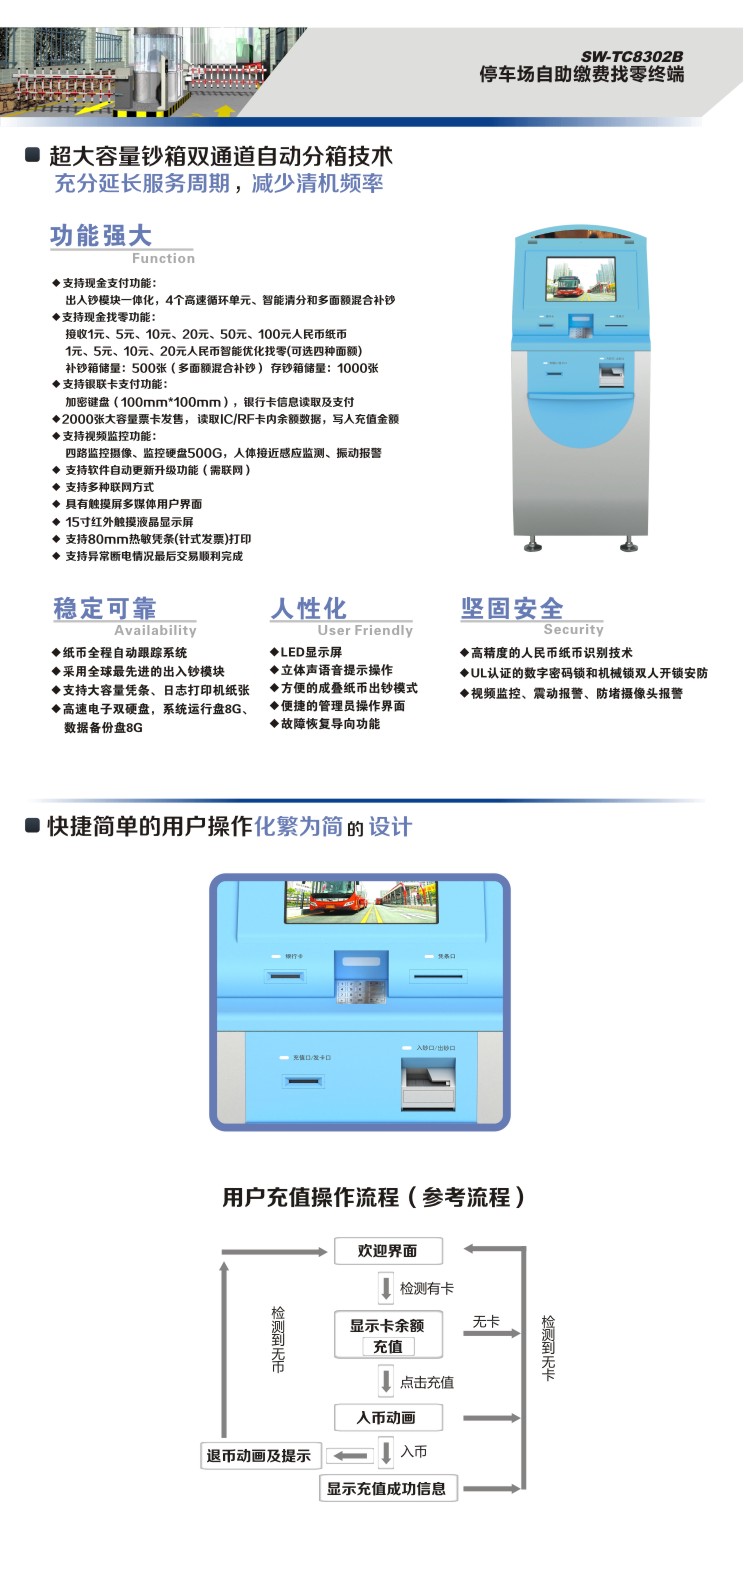 SW-TC8302B
停车场自助缴费找零终端
超大容量钞箱双通道自动分箱技术
充分延长服务周期，减少清机频率
功能强大
Function
◆支持现金支付功能：
出入钞模块一体化，4个高速循环单元、智能清分和多面额混合补钞
◆支持现金找零功能：
接收1元、5元、10元、20元、50元、100元人民币纸币
1元、5元、10元、20元人民币智能优化找零(可选四种面额)
补钞箱储量：500张（多面额混合补钞） 存钞箱储量：1000张
◆支持银联卡支付功能：
加密键盘（100mm*100mm），银行卡信息读取及支付
◆2000张大容量票卡发售， 读取IC/RF卡内余额数据，写入充值金额
◆支持视频监控功能：
四路监控摄像、监控硬盘500G，人体接近感应监测、振动报警
◆ 支持软件自动更新升级功能（需联网）
◆ 支持多种联网方式
◆ 具有触摸屏多媒体用户界面
◆ 15寸红外触摸液晶显示屏
◆ 支持80mm热敏凭条(针式发票)打印
◆ 支持异常断电情况最后交易顺利完成
稳定可靠
Availability
◆纸币全程自动跟踪系统
◆采用全球最先进的出入钞模块
◆支持大容量凭条、日志打印机纸张
◆高速电子双硬盘，系统运行盘8G、
数据备份盘8G
人性化
User Friendly
◆LED显示屏
◆立体声语音提示操作
◆方便的成叠纸币出钞模式
◆便捷的管理员操作界面
◆故障恢复导向功能
坚固安全
Security
◆高精度的人民币纸币识别技术
◆UL认证的数字密码锁和机械锁双人开锁安防
◆视频监控、震动报警、防堵摄像头报警
快捷简单的用户操作化繁为简的设计
银行卡
凭条口
入钞口/出钞口
充值口/发卡口
用户充值操作流程（参考流程）
欢迎界面
检测有卡
检测到无币
显示卡余额
充值
无卡
检测到无卡
点击充值
入币动画
退币动画及提示
入币
显示充值成功信息